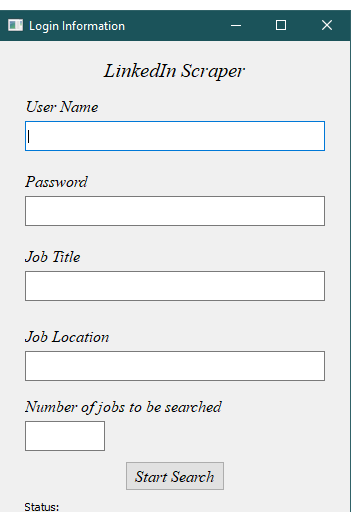 Login Information
LinkedIn Scraper
User Name
Password
Job Title
Job Location
Number of jobs to be searched
Start Search
Status: